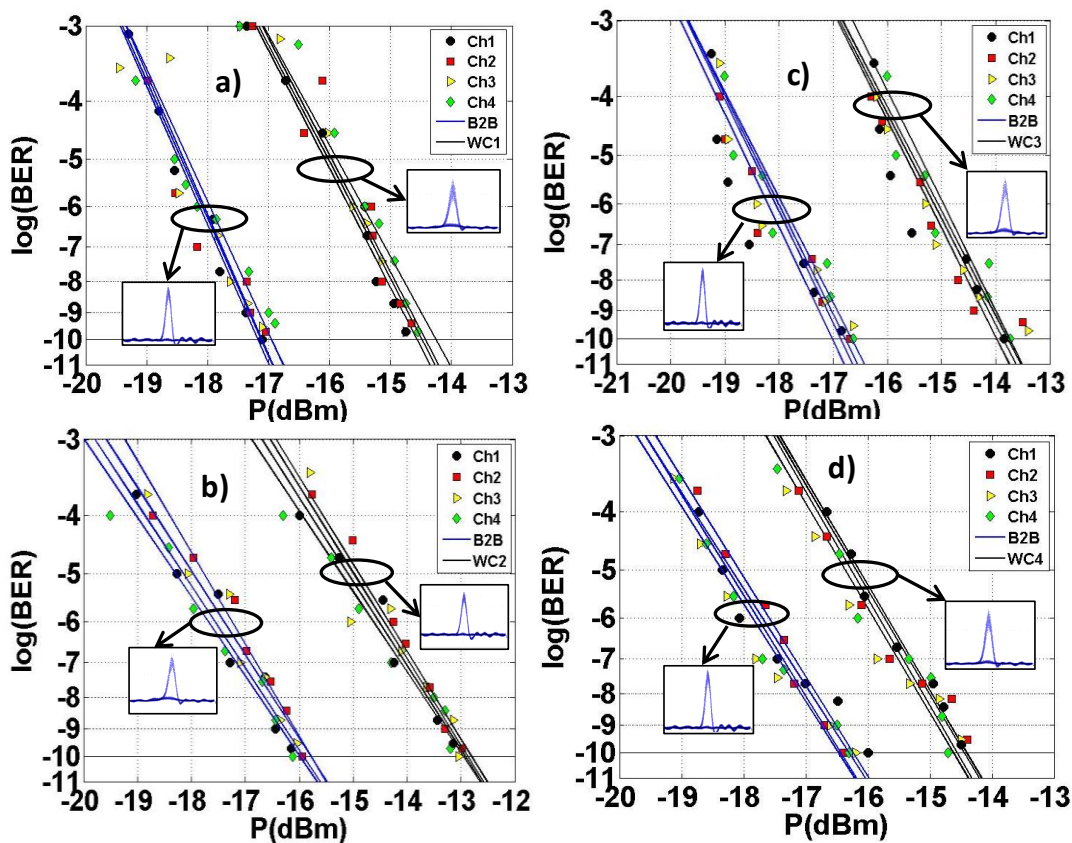 a)
log(BER)
-3
-4
-5
-6
-7
-8
-9
-10
-11
-20 -19 -18 -17 -16 -15 -14 -13
P(dBm)
Ch1
Ch2
Ch3
Ch4
B2B
WC1
c)
log(BER)
-3
-4
-5
-6
-7
-8
-9
-10
-11
-21 -20 -19 -18 -17 -16 -15 -14 -13
P(dBm)
Ch1
Ch2
Ch3
Ch4
B2B
WC3
b)
log(BER)
-3
-4
-5
-6
-7
-8
-9
-10
-11
-20 -19 -18 -17 -16 -15 -14 -13 -12
P(dBm)
Ch1
Ch2
Ch3
Ch4
B2B
WC2
d)
log(BER)
-3
-4
-5
-6
-7
-8
-9
-10
-11
-20 -19 -18 -17 -16 -15 -14 -13
P(dBm)
Ch1
Ch2
Ch3
Ch4
B2B
WC4